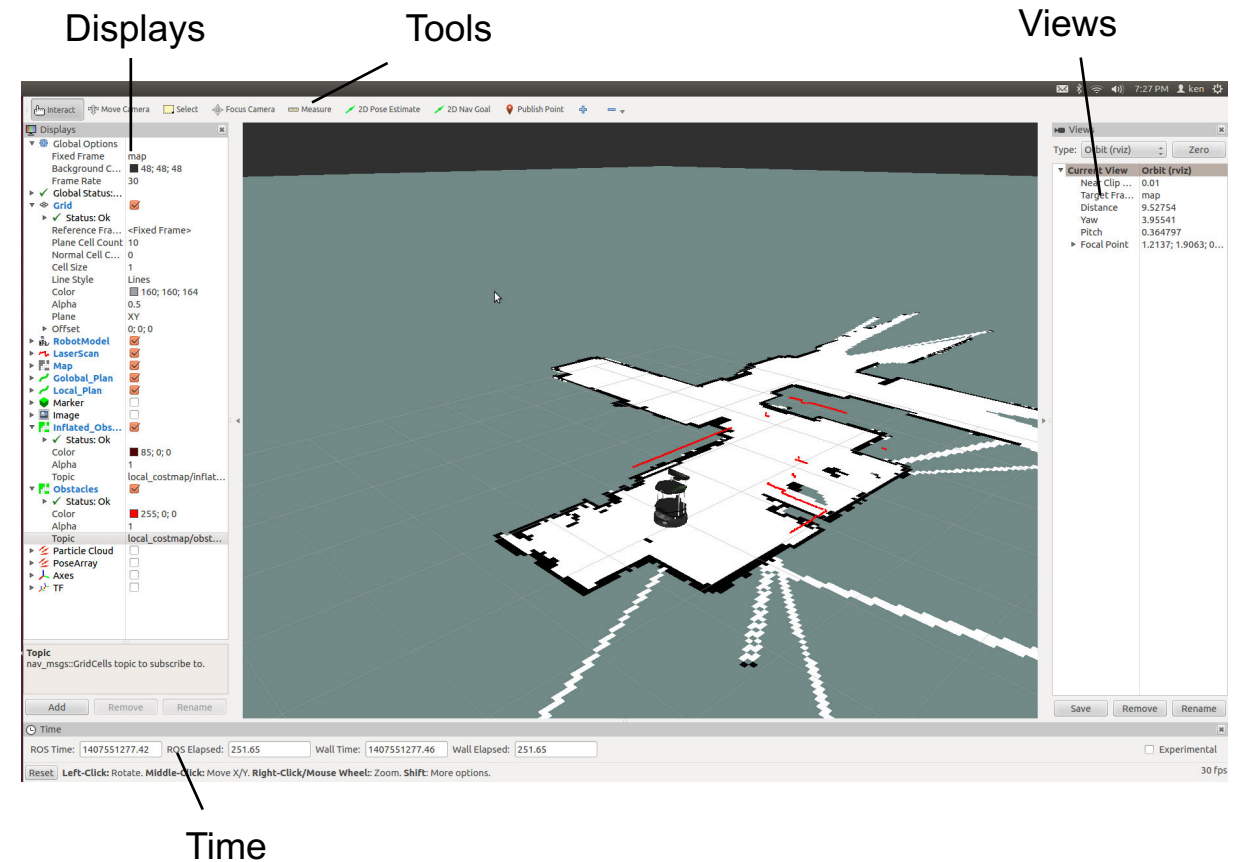 Displays Tools Views
7:27 PM ken
Interact Move Camera Select Focus Camera Measure 2D Pose Estimate 2D Nav Goal Publish Point
Displays
Global Options
Fixed Frame map
Background C... 48; 48; 48
Frame Rate 30
Global Status:...
Grid
Status: Ok
Reference Fra... <Fixed Frame>
Plane Cell Count 10
Normal Cell C... 0
Cell Size 1
Line Style Lines
Color 160; 160; 164
Alpha 0.5
Plane XY
Offset 0; 0; 0
RobotModel
LaserScan
Map
Golobal_Plan
Local_Plan
Marker
Image
Inflated_Obs...
Status: Ok
Color 85; 0; 0
Alpha 1
Topic local_costmap/inflat...
Obstacles
Status: Ok
Color 255; 0; 0
Alpha 1
Topic local_costmap/obst...
Particle Cloud
PoseArray
Axes
TF
Topic
nav_msgs::GridCells topic to subscribe to.
Add Remove Rename
Views
Type: Orbit (rviz) Zero
Current View Orbit (rviz)
Near Clip ... 0.01
Target Fra... map
Distance 9.52754
Yaw 3.95541
Pitch 0.364797
Focal Point 1.2137; 1.9063; 0...
Save Remove Rename
Time
ROS Time: 1407551277.42 ROS Elapsed: 251.65 Wall Time: 1407551277.46 Wall Elapsed: 251.65 Experimental
Reset Left-Click: Rotate. Middle-Click: Move X/Y. Right-Click/Mouse Wheel:: Zoom. Shift: More options. 30 fps
Time